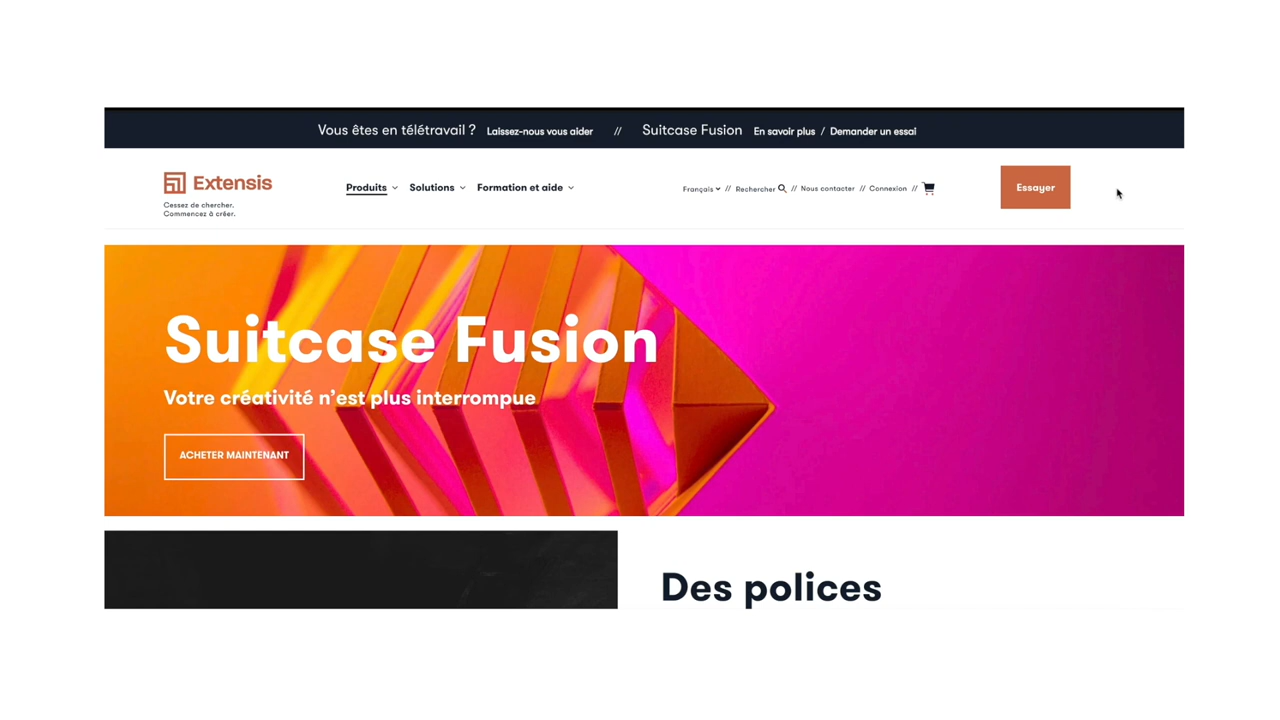 Vous êtes en télétravail ? Laissez-nous vous aider // Suitcase Fusion En savoir plus / Demander un essai
Extensis
Cessez de chercher.
Commencez à créer.
Produits Solutions Formation et aide
Français // Rechercher // Nous contacter // Connexion //
Essayer
Suitcase Fusion
Votre créativité n’est plus interrompue
ACHETER MAINTENANT
Des polices